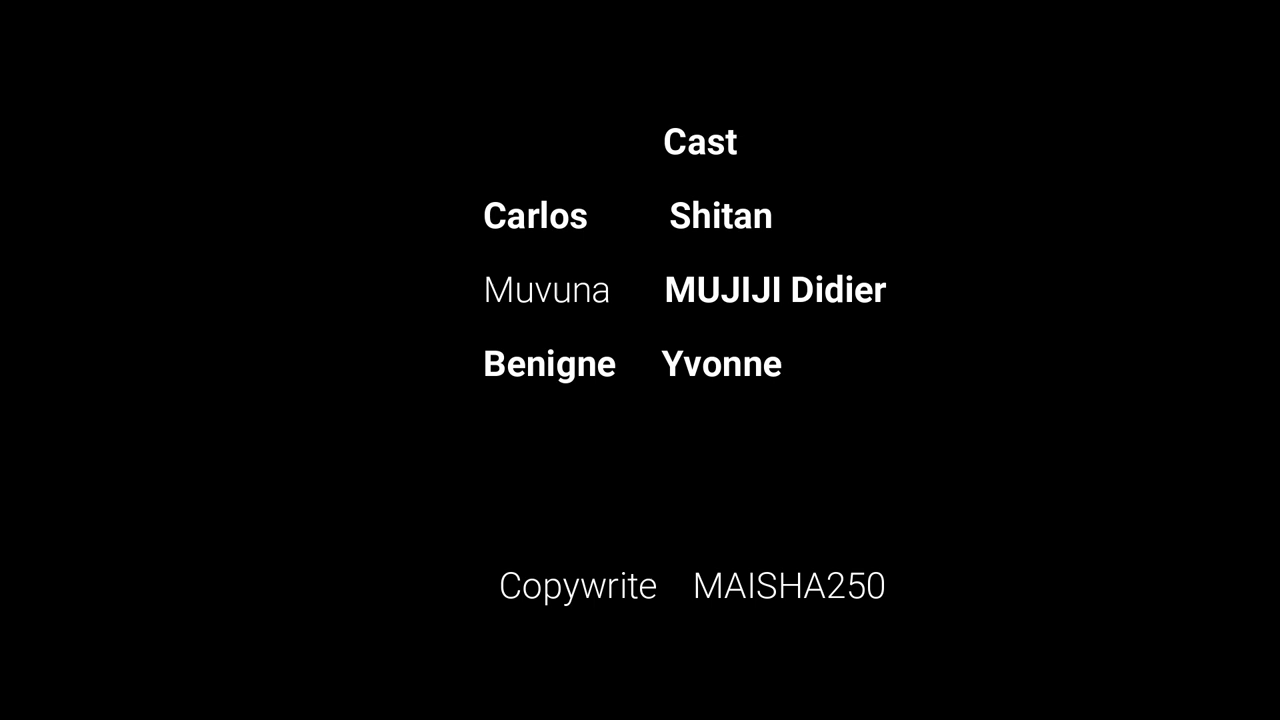 Cast
Carlos Shitan
Muvuna MUJIJI Didier
Benigne Yvonne
Copywrite MAISHA250